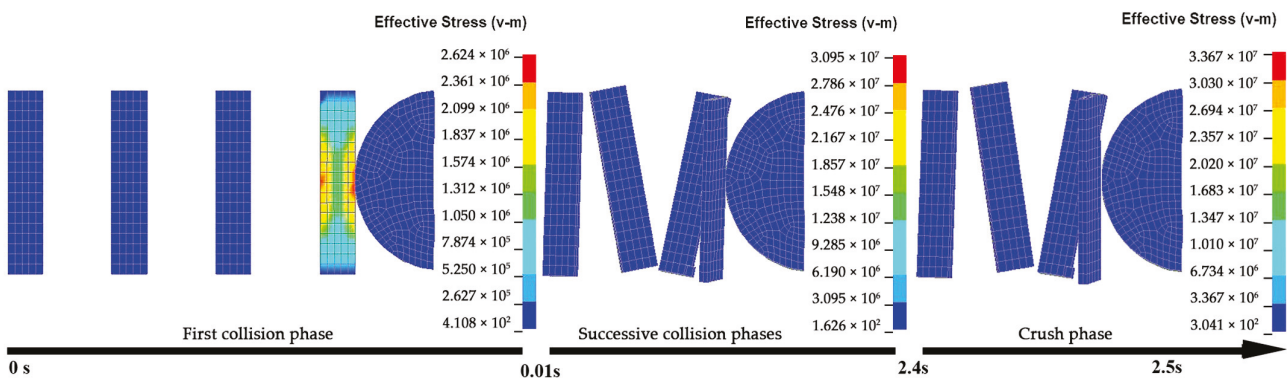 Effective Stress (v-m)
2.624 × 10⁶
2.361 × 10⁶
2.099 × 10⁶
1.837 × 10⁶
1.574 × 10⁶
1.312 × 10⁶
1.050 × 10⁶
7.874 × 10⁵
5.250 × 10⁵
2.627 × 10⁵
4.108 × 10²
First collision phase
Effective Stress (v-m)
3.095 × 10⁷
2.786 × 10⁷
2.476 × 10⁷
2.167 × 10⁷
1.857 × 10⁷
1.548 × 10⁷
1.238 × 10⁷
9.285 × 10⁶
6.190 × 10⁶
3.095 × 10⁶
1.626 × 10²
Successive collision phases
Effective Stress (v-m)
3.367 × 10⁷
3.030 × 10⁷
2.694 × 10⁷
2.357 × 10⁷
2.020 × 10⁷
1.683 × 10⁷
1.347 × 10⁷
1.010 × 10⁷
6.734 × 10⁶
3.367 × 10⁶
3.041 × 10²
Crush phase
0 s
0.01s
2.4s
2.5s